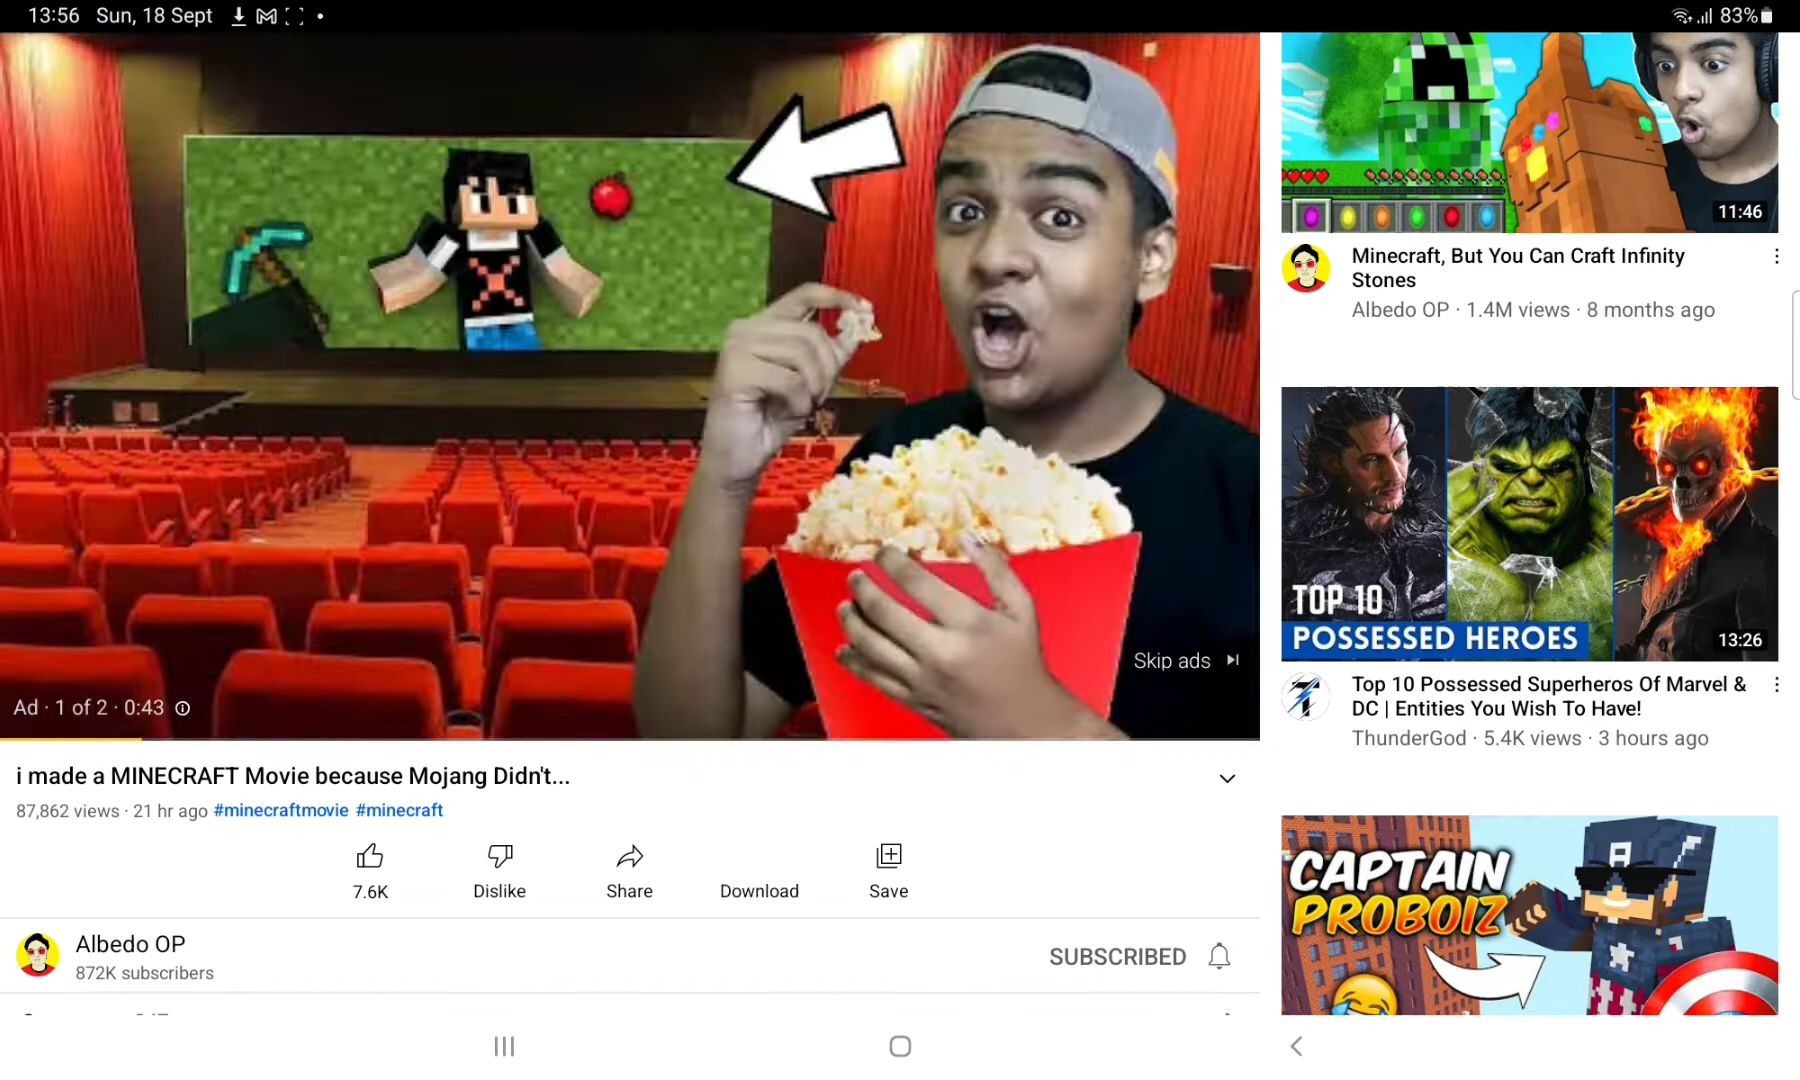 13:56 Sun, 18 Sept
83%
Skip ads
Ad · 1 of 2 · 0:43
i made a MINECRAFT Movie because Mojang Didn't...
87,862 views · 21 hr ago #minecraftmovie #minecraft
7.6K
Dislike
Share
Download
Save
Albedo OP
872K subscribers
SUBSCRIBED
11:46
Minecraft, But You Can Craft Infinity
Stones
Albedo OP · 1.4M views · 8 months ago
TOP 10
POSSESSED HEROES
13:26
Top 10 Possessed Superheros Of Marvel &
DC | Entities You Wish To Have!
ThunderGod · 5.4K views · 3 hours ago
CAPTAIN
PROBOIZ
A